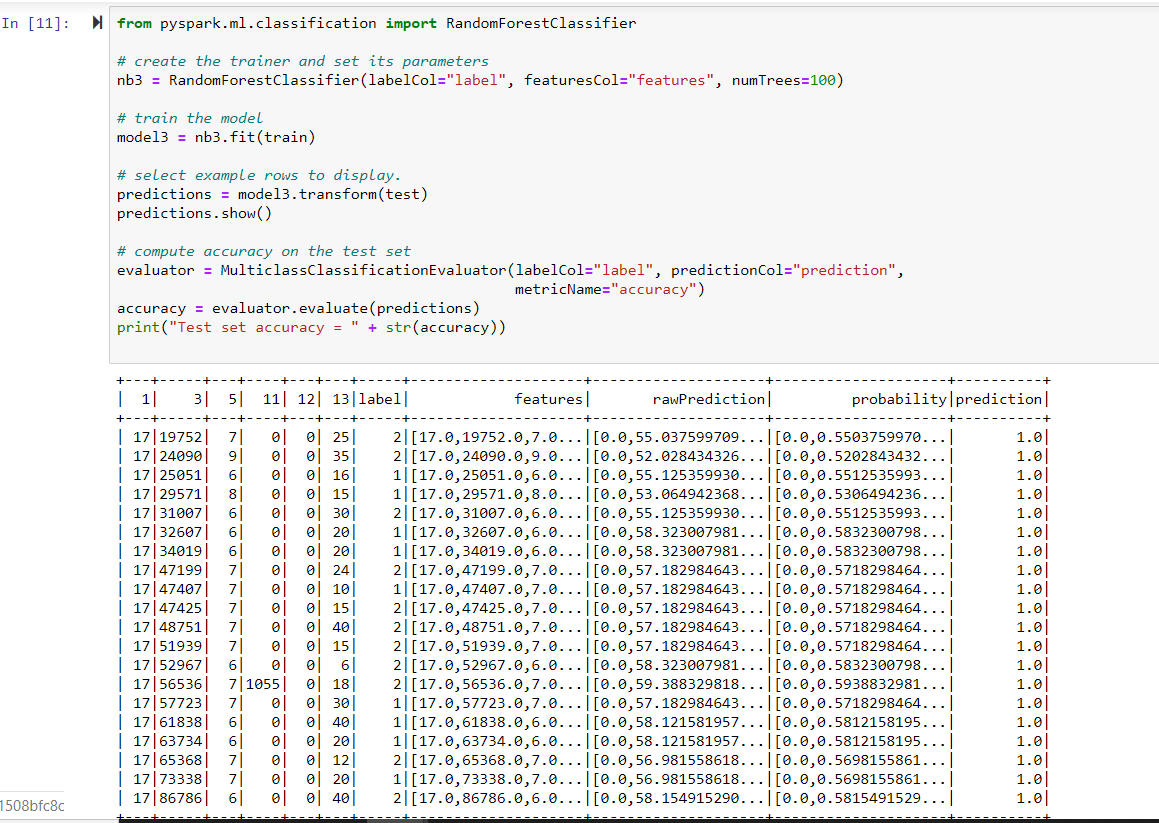 In [11]:
from pyspark.ml.classification import RandomForestClassifier
# create the trainer and set its parameters
nb3 = RandomForestClassifier(labelCol="label", featuresCol="features", numTrees=100)
# train the model
model3 = nb3.fit(train)
# select example rows to display.
predictions = model3.transform(test)
predictions.show()
# compute accuracy on the test set
evaluator = MulticlassClassificationEvaluator(labelCol="label", predictionCol="prediction",
metricName="accuracy")
accuracy = evaluator.evaluate(predictions)
print("Test set accuracy = " + str(accuracy))
+---+-----+---+----+---+---+-----+--------------------+--------------------+--------------------+----------+
|  1|    3|  5|  11| 12| 13|label|            features|       rawPrediction|         probability|prediction|
+---+-----+---+----+---+---+-----+--------------------+--------------------+--------------------+----------+
| 17|19752|  7|   0|  0| 25|    2|[17.0,19752.0,7.0...|[0.0,55.037599709...|[0.0,0.5503759970...|       1.0|
| 17|24090|  9|   0|  0| 35|    2|[17.0,24090.0,9.0...|[0.0,52.028434326...|[0.0,0.5202843432...|       1.0|
| 17|25051|  6|   0|  0| 16|    1|[17.0,25051.0,6.0...|[0.0,55.125359930...|[0.0,0.5512535993...|       1.0|
| 17|29571|  8|   0|  0| 15|    1|[17.0,29571.0,8.0...|[0.0,53.064942368...|[0.0,0.5306494236...|       1.0|
| 17|31007|  6|   0|  0| 30|    2|[17.0,31007.0,6.0...|[0.0,55.125359930...|[0.0,0.5512535993...|       1.0|
| 17|32607|  6|   0|  0| 20|    1|[17.0,32607.0,6.0...|[0.0,58.323007981...|[0.0,0.5832300798...|       1.0|
| 17|34019|  6|   0|  0| 20|    1|[17.0,34019.0,6.0...|[0.0,58.323007981...|[0.0,0.5832300798...|       1.0|
| 17|47199|  7|   0|  0| 24|    2|[17.0,47199.0,7.0...|[0.0,57.182984643...|[0.0,0.5718298464...|       1.0|
| 17|47407|  7|   0|  0| 10|    1|[17.0,47407.0,7.0...|[0.0,57.182984643...|[0.0,0.5718298464...|       1.0|
| 17|47425|  7|   0|  0| 15|    2|[17.0,47425.0,7.0...|[0.0,57.182984643...|[0.0,0.5718298464...|       1.0|
| 17|48751|  7|   0|  0| 40|    2|[17.0,48751.0,7.0...|[0.0,57.182984643...|[0.0,0.5718298464...|       1.0|
| 17|51939|  7|   0|  0| 15|    2|[17.0,51939.0,7.0...|[0.0,57.182984643...|[0.0,0.5718298464...|       1.0|
| 17|52967|  6|   0|  0|  6|    2|[17.0,52967.0,6.0...|[0.0,58.323007981...|[0.0,0.5832300798...|       1.0|
| 17|56536|  7|1055|  0| 18|    2|[17.0,56536.0,7.0...|[0.0,59.388329818...|[0.0,0.5938832981...|       1.0|
| 17|57723|  7|   0|  0| 30|    1|[17.0,57723.0,7.0...|[0.0,57.182984643...|[0.0,0.5718298464...|       1.0|
| 17|61838|  6|   0|  0| 40|    1|[17.0,61838.0,6.0...|[0.0,58.121581957...|[0.0,0.5812158195...|       1.0|
| 17|63734|  6|   0|  0| 20|    1|[17.0,63734.0,6.0...|[0.0,58.121581957...|[0.0,0.5812158195...|       1.0|
| 17|65368|  7|   0|  0| 12|    2|[17.0,65368.0,7.0...|[0.0,56.981558618...|[0.0,0.5698155861...|       1.0|
| 17|73338|  7|   0|  0| 20|    1|[17.0,73338.0,7.0...|[0.0,56.981558618...|[0.0,0.5698155861...|       1.0|
| 17|86786|  6|   0|  0| 40|    2|[17.0,86786.0,6.0...|[0.0,58.154915290...|[0.0,0.5815491529...|       1.0|
+---+-----+---+----+---+---+-----+--------------------+--------------------+--------------------+----------+
1508bfc8c